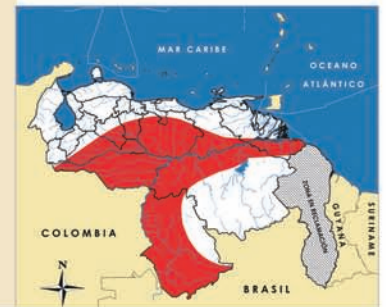 MAR CARIBE
OCEANO
ATLÁNTICO
ZONA EN RECLAMACIÓN
GUYANA
SURINAME
COLOMBIA
N
BRASIL